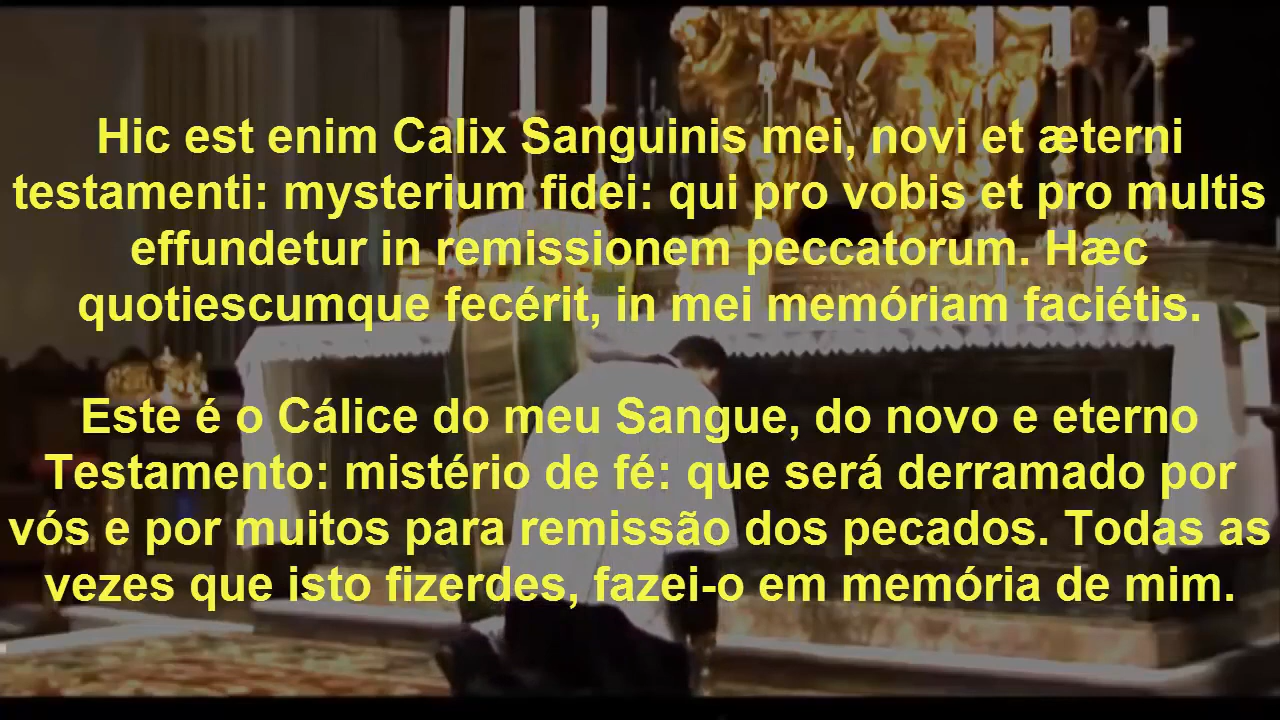 Hic est enim Calix Sanguinis mei, novi et æterni
testamenti: mysterium fidei: qui pro vobis et pro multis
effundetur in remissionem peccatorum. Hæc
quotiescumque fecérit, in mei memóriam faciétis.
Este é o Cálice do meu Sangue, do novo e eterno
Testamento: mistério de fé: que será derramado por
vós e por muitos para remissão dos pecados. Todas as
vezes que isto fizerdes, fazei-o em memória de mim.